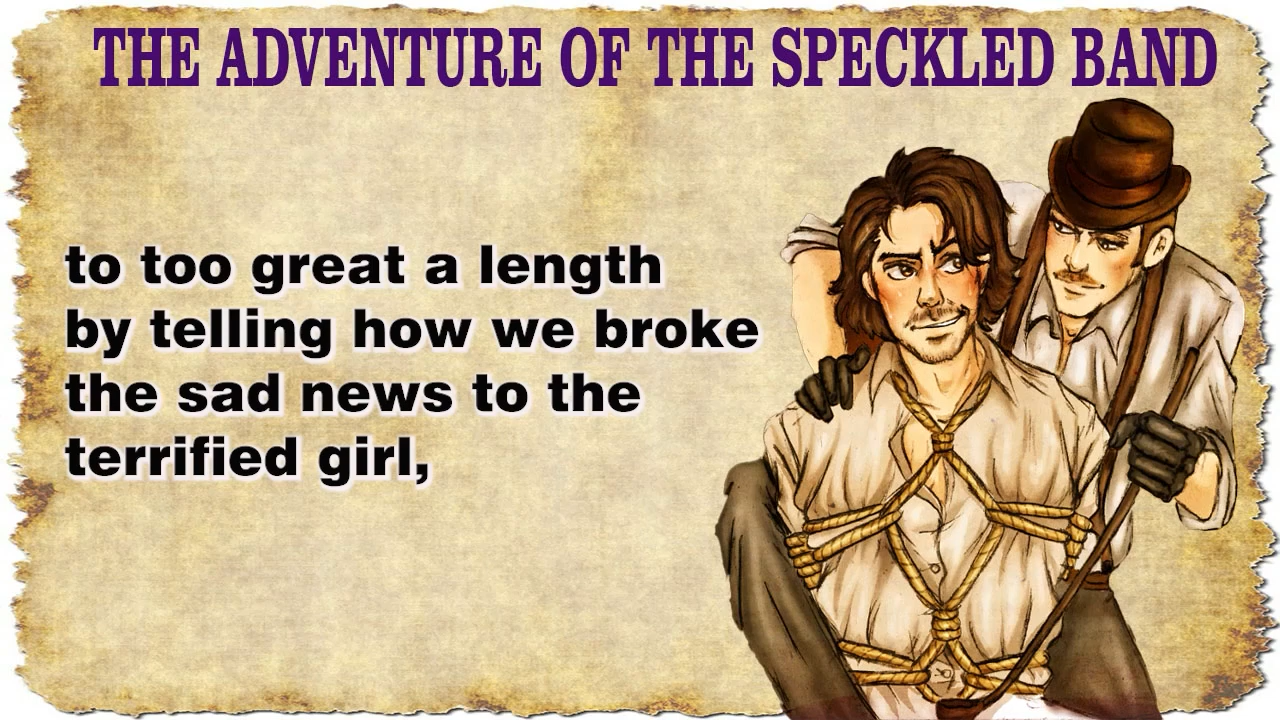 THE ADVENTURE OF THE SPECKLED BAND
to too great a length
by telling how we broke
the sad news to the
terrified girl,